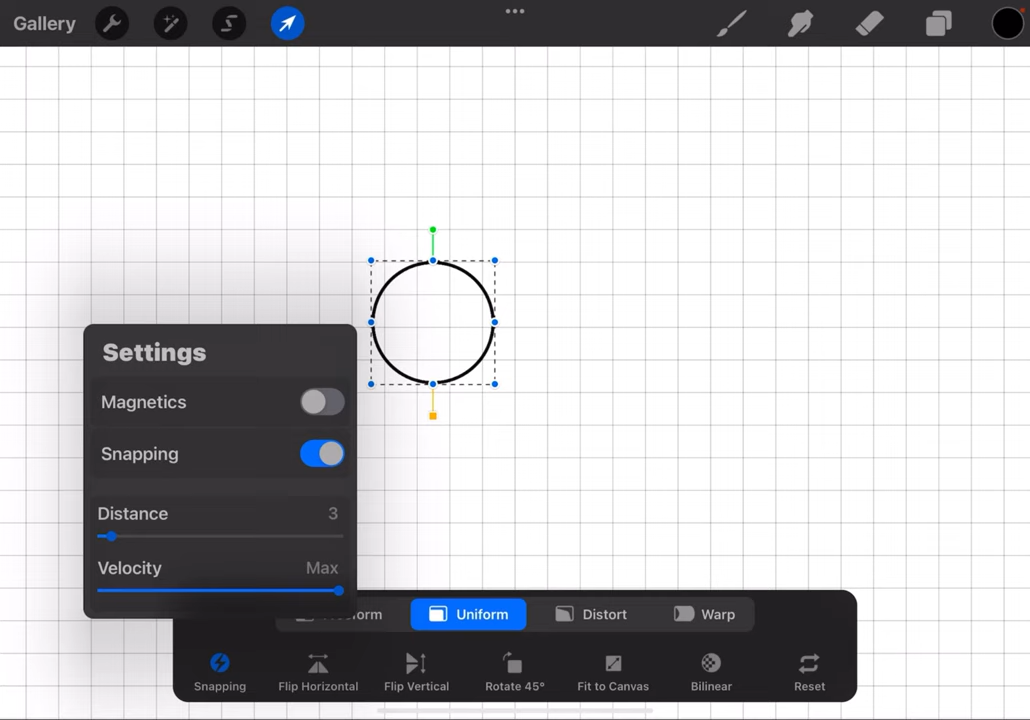 Gallery
Settings
Magnetics
Snapping
Distance 3
Velocity Max
Uniform Distort Warp
Snapping Flip Horizontal Flip Vertical Rotate 45° Fit to Canvas Bilinear Reset